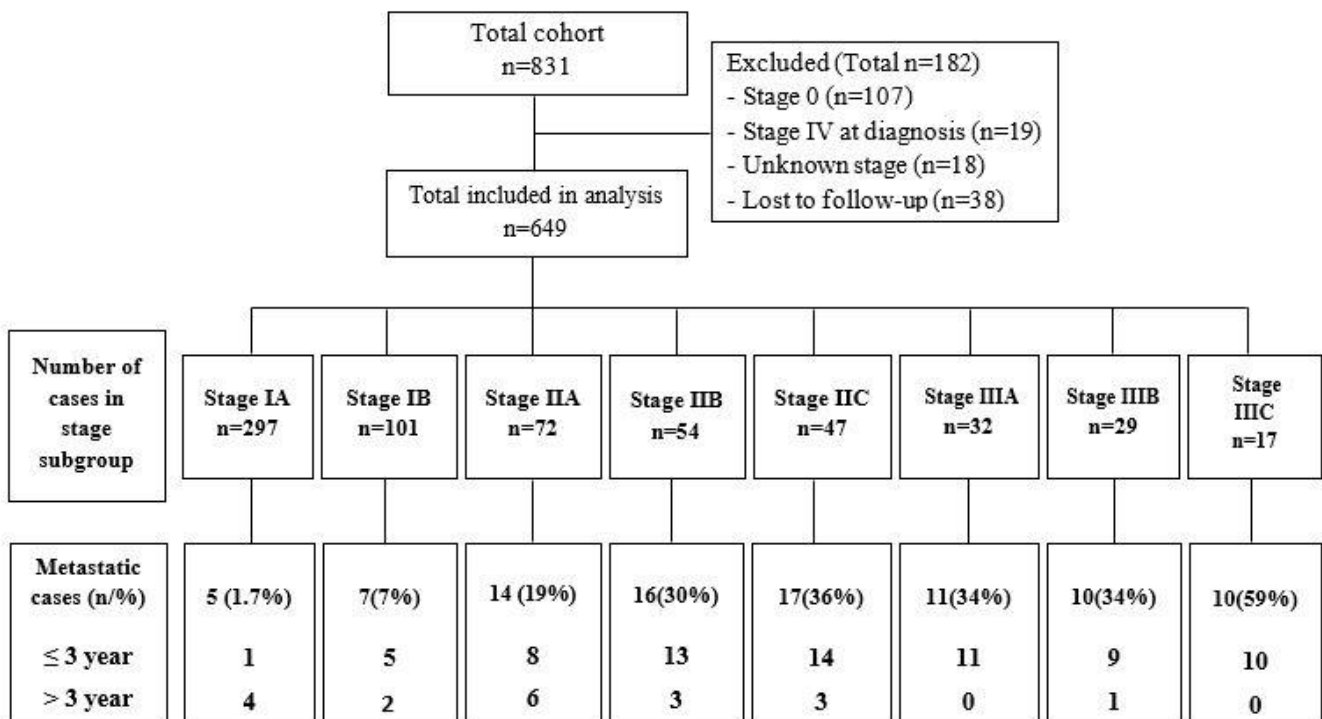 Total cohort
n=831
Excluded (Total n=182)
- Stage 0 (n=107)
- Stage IV at diagnosis (n=19)
- Unknown stage (n=18)
- Lost to follow-up (n=38)
Total included in analysis
n=649
Number of
cases in
stage
subgroup
Stage IA
n=297
Stage IB
n=101
Stage IIA
n=72
Stage IIB
n=54
Stage IIC
n=47
Stage IIIA
n=32
Stage IIIB
n=29
Stage
IIIC
n=17
Metastatic
cases (n/%)
5 (1.7%)
7(7%)
14 (19%)
16(30%)
17(36%)
11(34%)
10(34%)
10(59%)
≤ 3 year
1
5
8
13
14
11
9
10
> 3 year
4
2
6
3
3
0
1
0